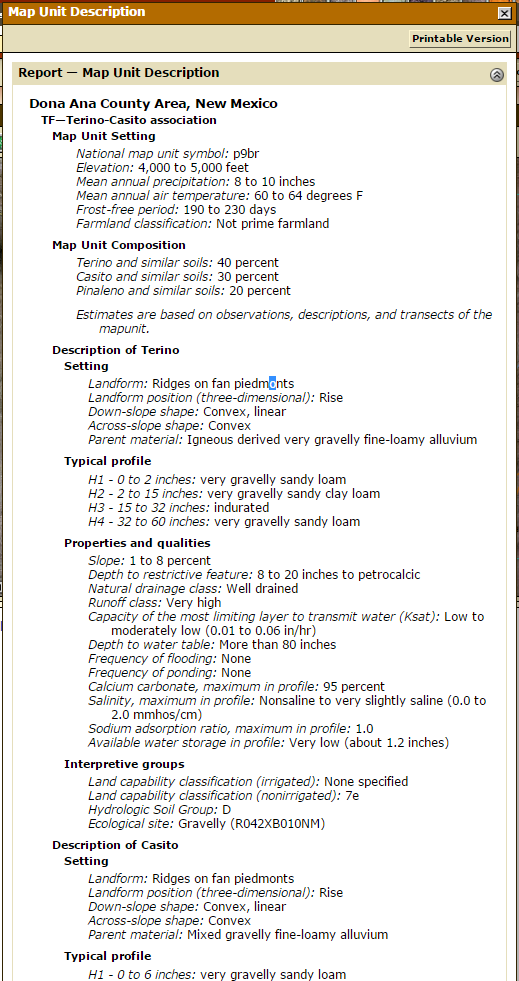 Map Unit Description
Printable Version
Report — Map Unit Description
Dona Ana County Area, New Mexico
TF—Terino-Casito association
Map Unit Setting
National map unit symbol: p9br
Elevation: 4,000 to 5,000 feet
Mean annual precipitation: 8 to 10 inches
Mean annual air temperature: 60 to 64 degrees F
Frost-free period: 190 to 230 days
Farmland classification: Not prime farmland
Map Unit Composition
Terino and similar soils: 40 percent
Casito and similar soils: 30 percent
Pinaleno and similar soils: 20 percent
Estimates are based on observations, descriptions, and transects of the
mapunit.
Description of Terino
Setting
Landform: Ridges on fan piedmonts
Landform position (three-dimensional): Rise
Down-slope shape: Convex, linear
Across-slope shape: Convex
Parent material: Igneous derived very gravelly fine-loamy alluvium
Typical profile
H1 - 0 to 2 inches: very gravelly sandy loam
H2 - 2 to 15 inches: very gravelly sandy clay loam
H3 - 15 to 32 inches: indurated
H4 - 32 to 60 inches: very gravelly sandy loam
Properties and qualities
Slope: 1 to 8 percent
Depth to restrictive feature: 8 to 20 inches to petrocalcic
Natural drainage class: Well drained
Runoff class: Very high
Capacity of the most limiting layer to transmit water (Ksat): Low to
moderately low (0.01 to 0.06 in/hr)
Depth to water table: More than 80 inches
Frequency of flooding: None
Frequency of ponding: None
Calcium carbonate, maximum in profile: 95 percent
Salinity, maximum in profile: Nonsaline to very slightly saline (0.0 to
2.0 mmhos/cm)
Sodium adsorption ratio, maximum in profile: 1.0
Available water storage in profile: Very low (about 1.2 inches)
Interpretive groups
Land capability classification (irrigated): None specified
Land capability classification (nonirrigated): 7e
Hydrologic Soil Group: D
Ecological site: Gravelly (R042XB010NM)
Description of Casito
Setting
Landform: Ridges on fan piedmonts
Landform position (three-dimensional): Rise
Down-slope shape: Convex, linear
Across-slope shape: Convex
Parent material: Mixed gravelly fine-loamy alluvium
Typical profile
H1 - 0 to 6 inches: very gravelly sandy loam